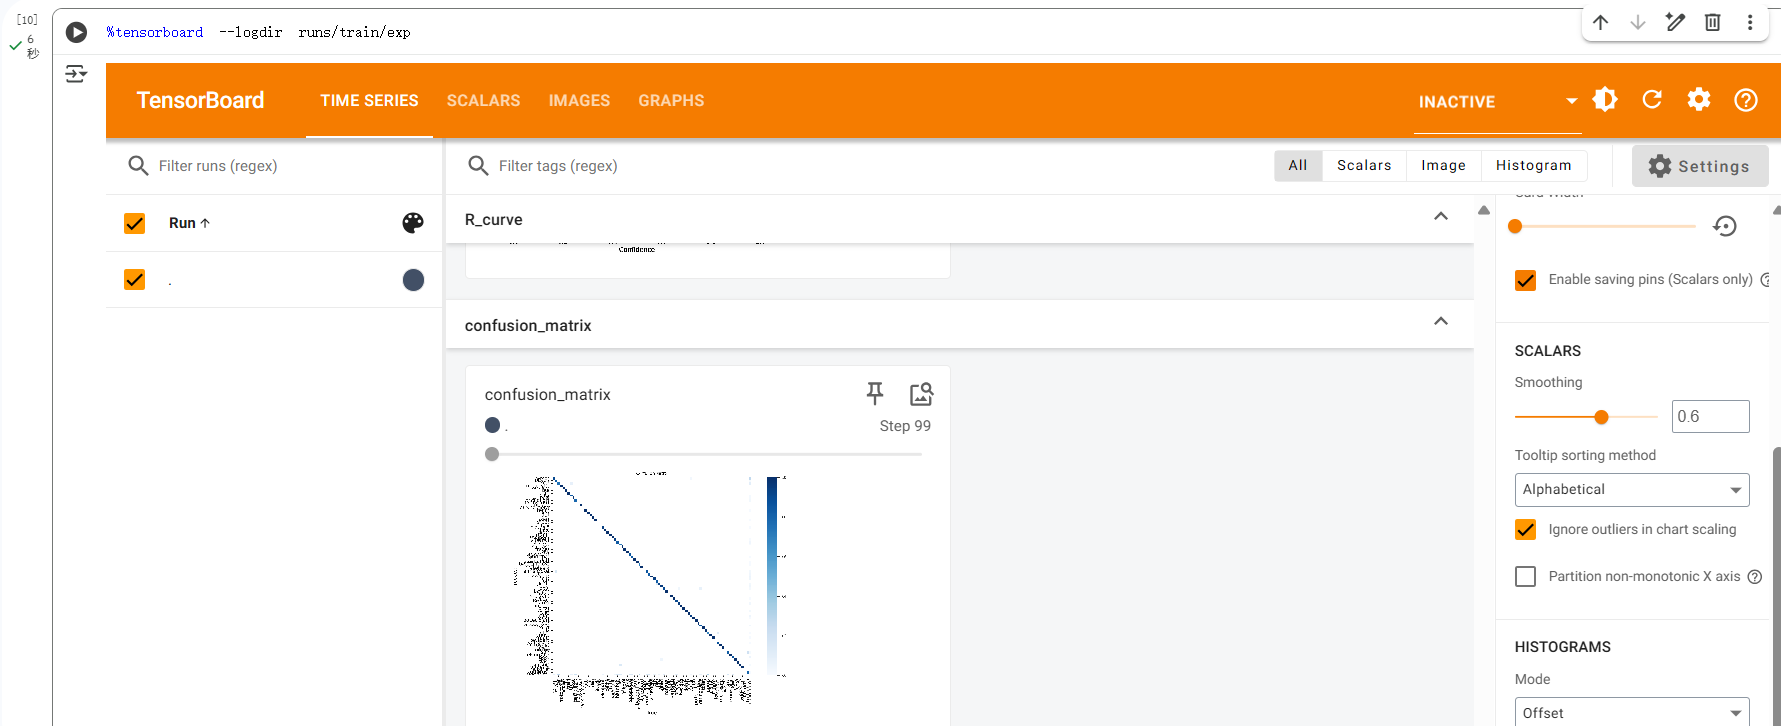 [10]
6
秒
%tensorboard --logdir runs/train/exp
TensorBoard
TIME SERIES
SCALARS
IMAGES
GRAPHS
INACTIVE
Filter runs (regex)
Filter tags (regex)
All
Scalars
Image
Histogram
Settings
Run
.
R_curve
Confidence
confusion_matrix
confusion_matrix
.
Step 99
Card Width
Enable saving pins (Scalars only)
SCALARS
Smoothing
0.6
Tooltip sorting method
Alphabetical
Ignore outliers in chart scaling
Partition non-monotonic X axis
HISTOGRAMS
Mode
Offset